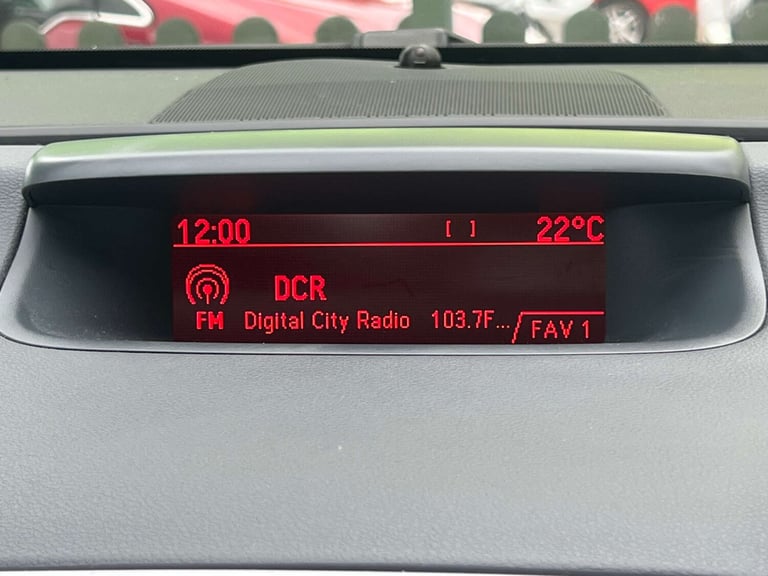 12:00 [ ] 22°C
DCR
FM Digital City Radio 103.7F... FAV 1